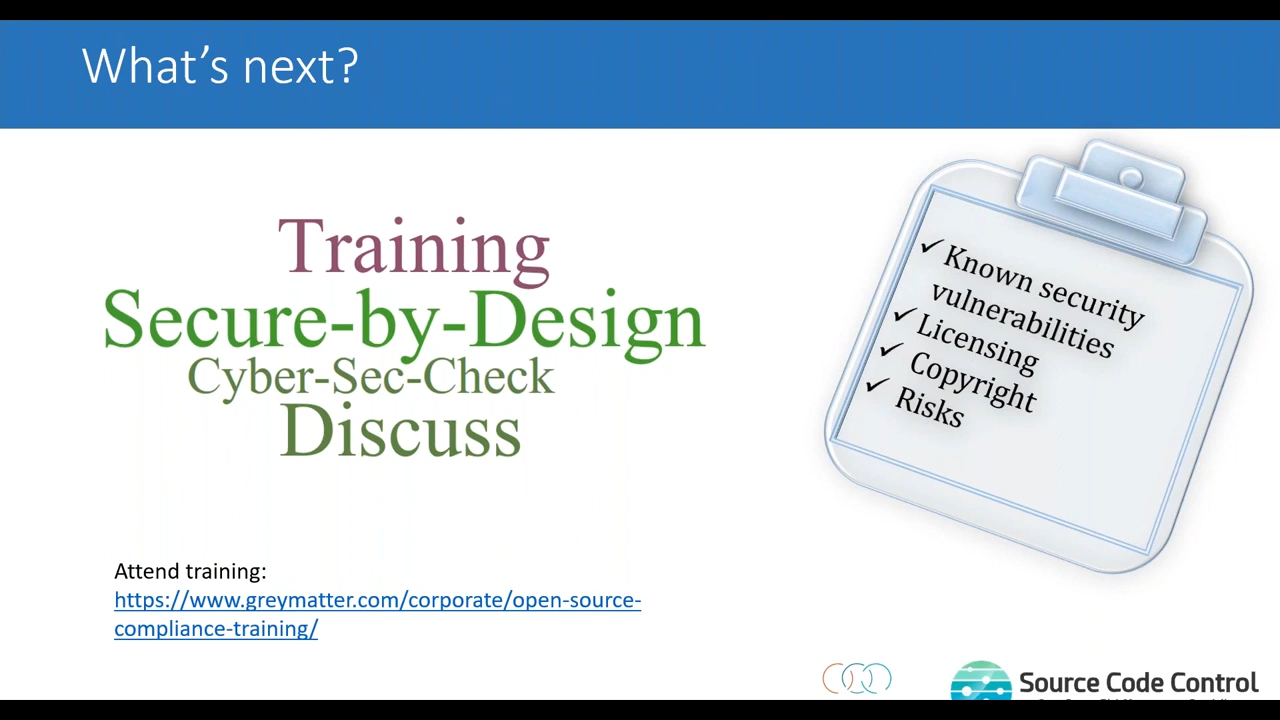 What's next?
Training
Secure-by-Design
Cyber-Sec-Check
Discuss
✓ Known security
vulnerabilities
✓ Licensing
✓ Copyright
✓ Risks
Attend training:
https://www.greymatter.com/corporate/open-source-
compliance-training/
Source Code Control